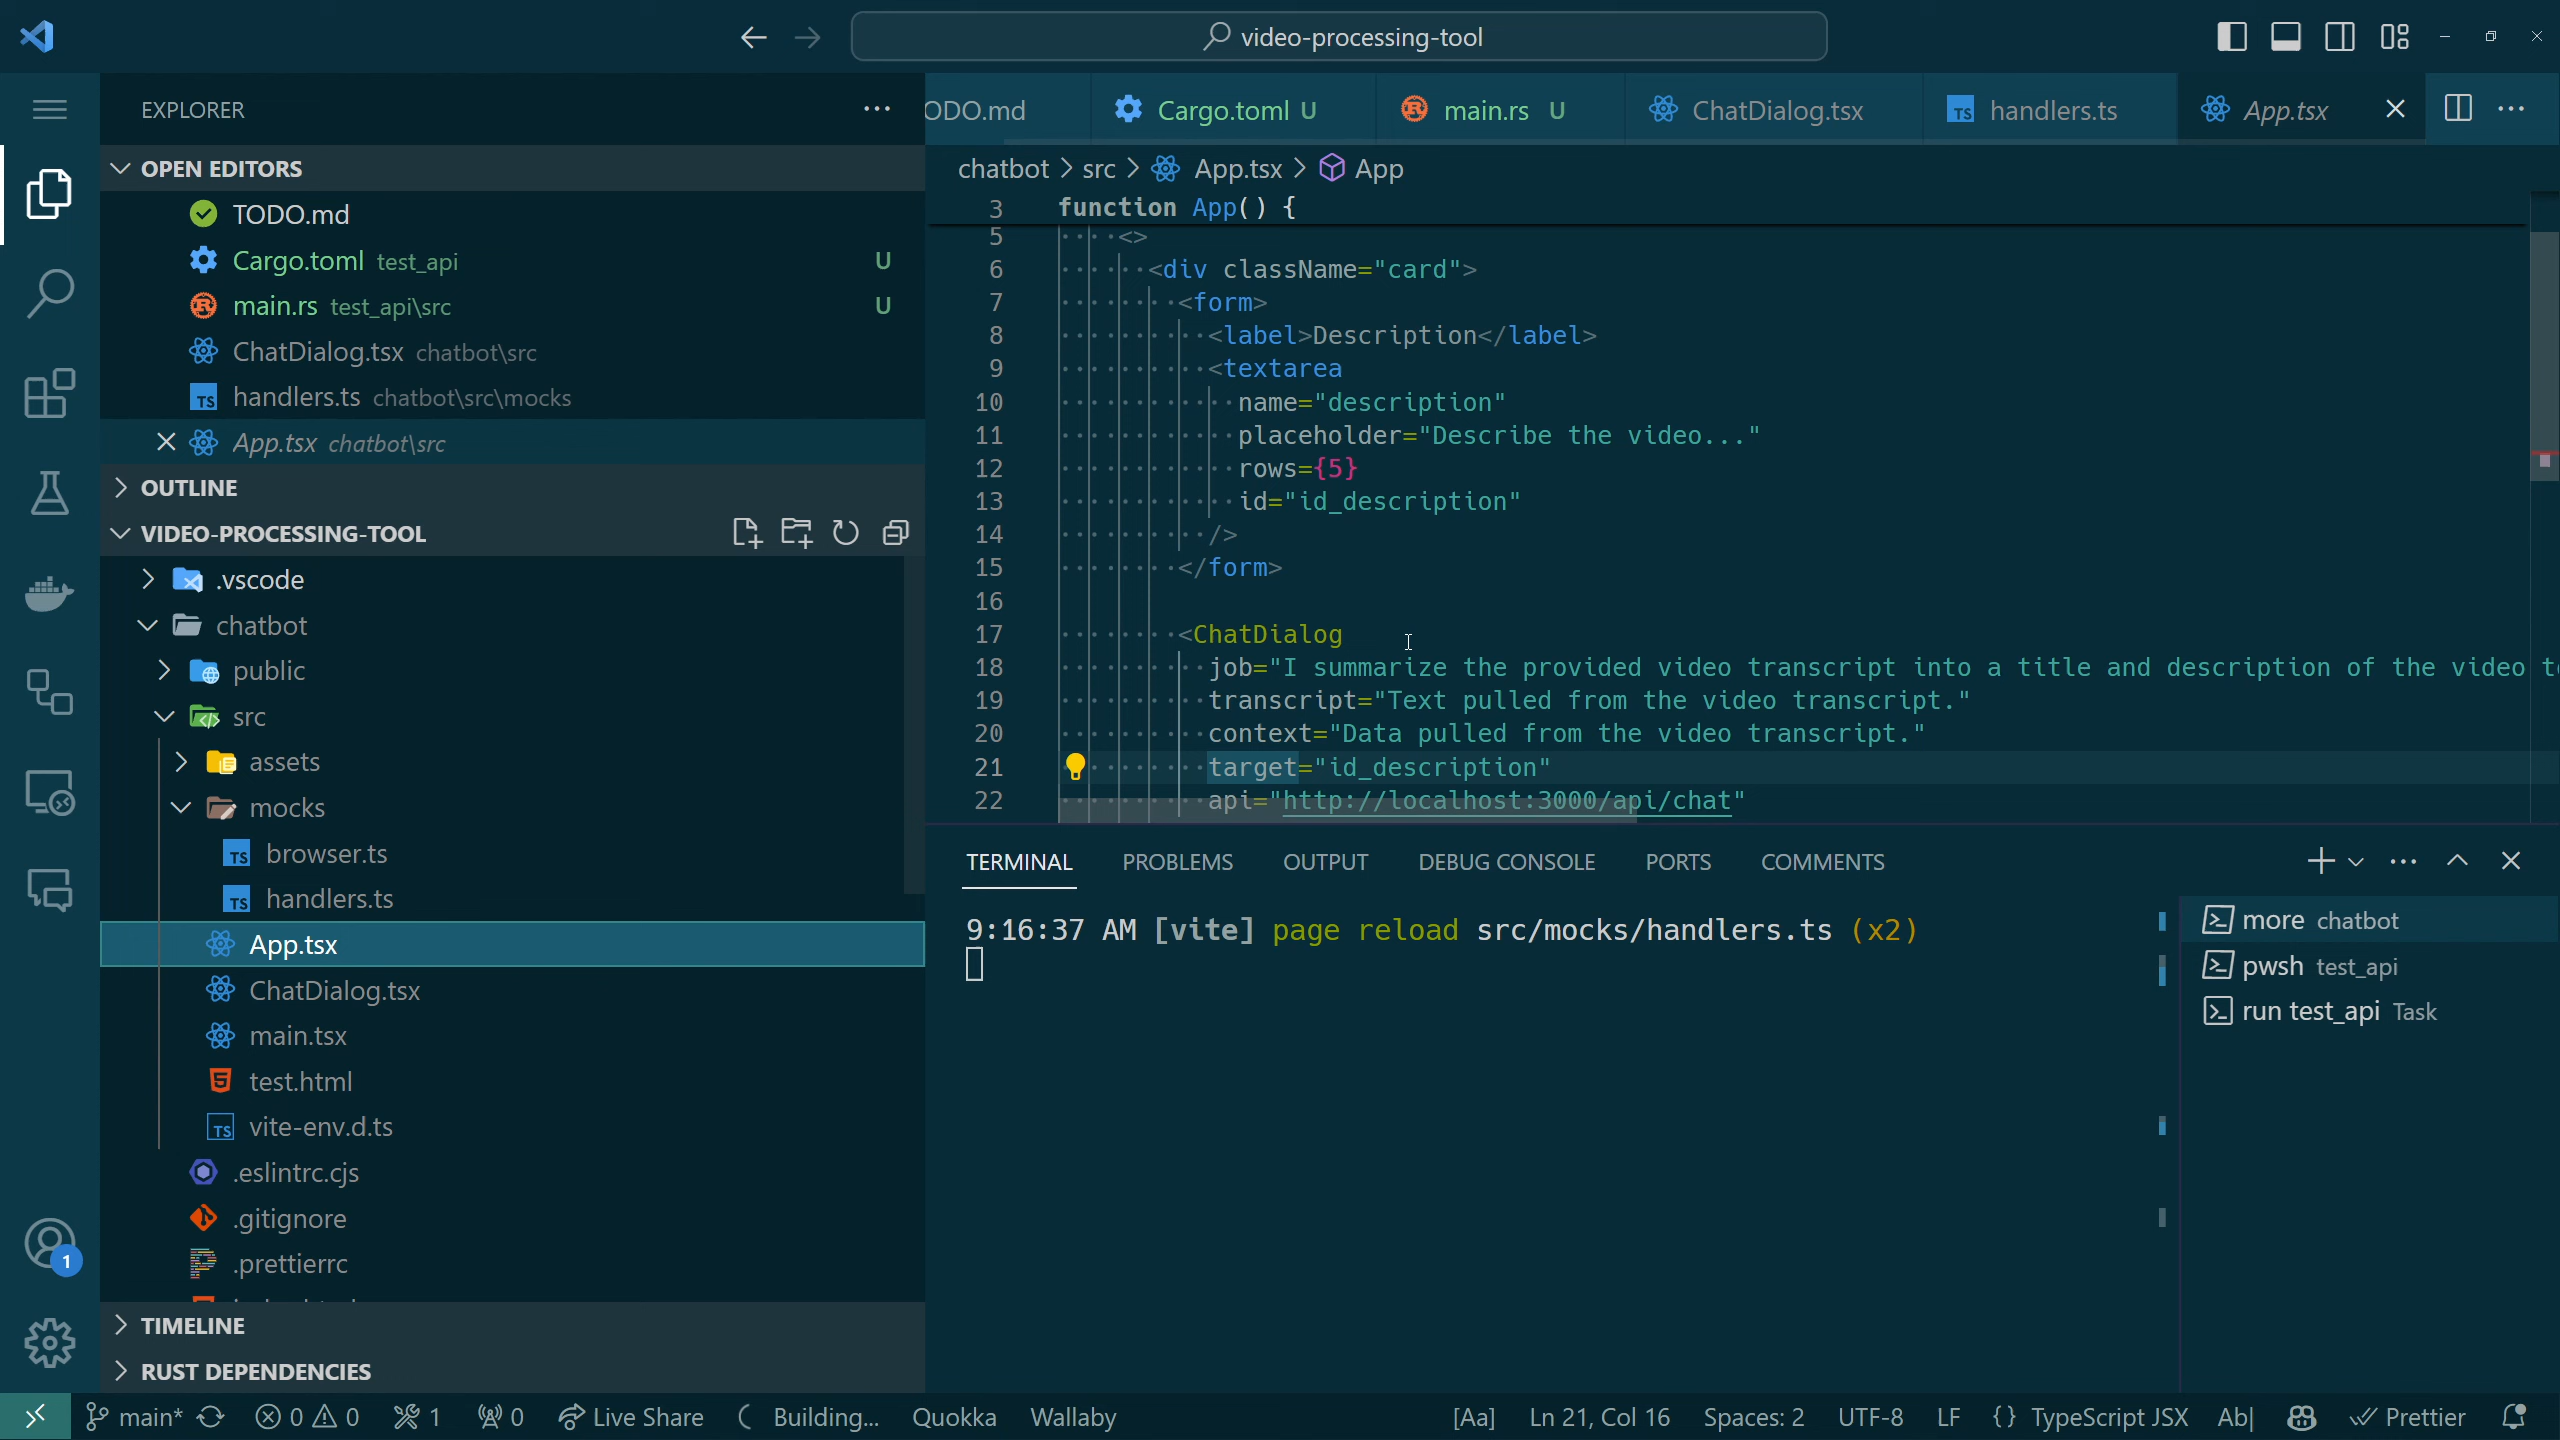 video-processing-tool
EXPLORER
OPEN EDITORS
TODO.md
Cargo.toml test_api U
main.rs test_api\src U
ChatDialog.tsx chatbot\src
TS handlers.ts chatbot\src\mocks
App.tsx chatbot\src
OUTLINE
VIDEO-PROCESSING-TOOL
.vscode
chatbot
public
src
assets
mocks
TS browser.ts
TS handlers.ts
App.tsx
ChatDialog.tsx
main.tsx
test.html
TS vite-env.d.ts
.eslintrc.cjs
.gitignore
.prettierrc
TIMELINE
RUST DEPENDENCIES
1
ODO.md
Cargo.toml U
main.rs U
ChatDialog.tsx
TS handlers.ts
App.tsx
chatbot > src > App.tsx > App
3 function App() {
5 <>
6 <div className="card">
7 <form>
8 <label>Description</label>
9 <textarea
10 name="description"
11 placeholder="Describe the video..."
12 rows={5}
13 id="id_description"
14 />
15 </form>
16
17 <ChatDialog
18 job="I summarize the provided video transcript into a title and description of the video
19 transcript="Text pulled from the video transcript."
20 context="Data pulled from the video transcript."
21 target="id_description"
22 api="http://localhost:3000/api/chat"
TERMINAL PROBLEMS OUTPUT DEBUG CONSOLE PORTS COMMENTS
9:16:37 AM [vite] page reload src/mocks/handlers.ts (x2)
more chatbot
pwsh test_api
run test_api Task
main* 0 0 1 0 Live Share Building... Quokka Wallaby [Aa] Ln 21, Col 16 Spaces: 2 UTF-8 LF {} TypeScript JSX Ab| Prettier